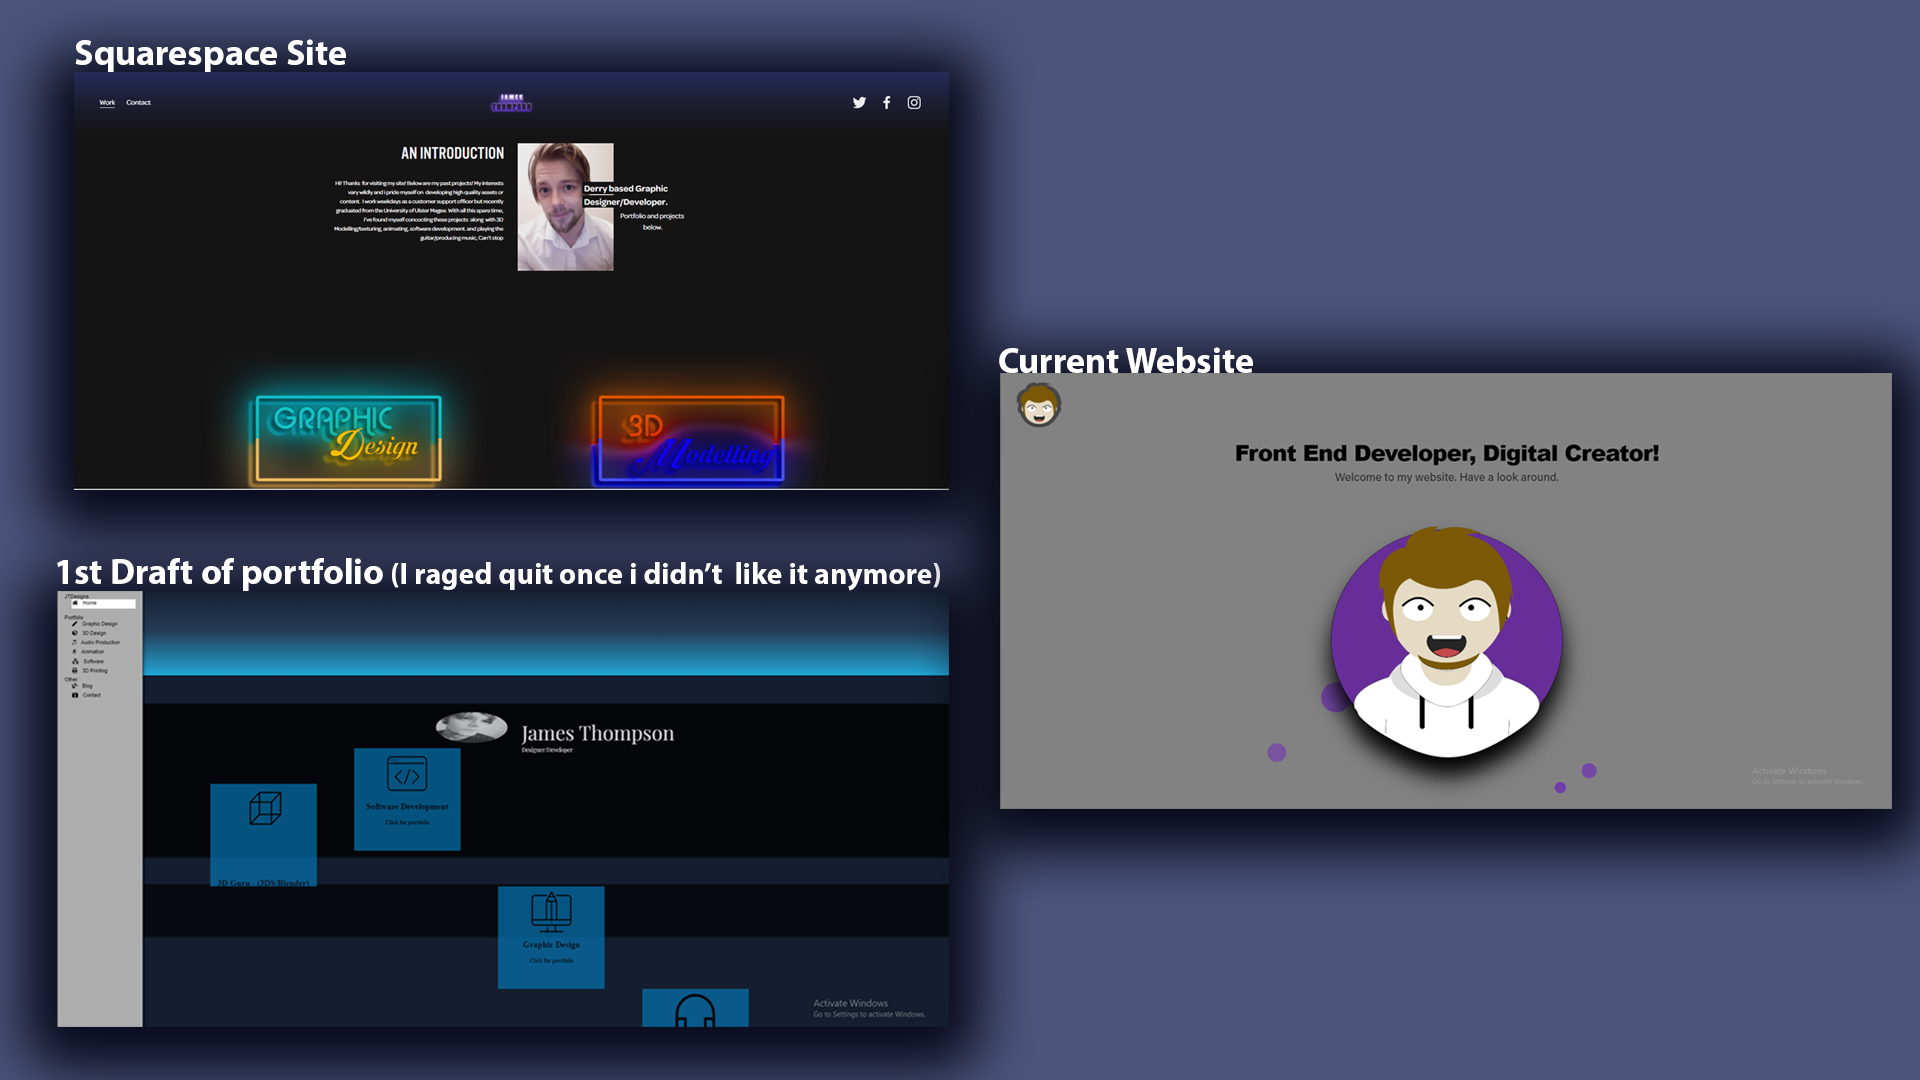 Squarespace Site
Work Contact
JAMES
THOMPSON
AN INTRODUCTION
Hi! Thanks for visiting my site! Below are my past projects! My interests
vary wildly and i pride myself on developing high quality assets or
content. I work weekdays as a customer support officer but recently
graduated from the University of Ulster Magee. With all this spare time,
I've found myself concocting these projects along with 3D
Modelling/texturing, animating, software development. and playing the
guitar/producing music, Can't stop
Derry based Graphic
Designer/Developer.
Portfolio and projects
below.
GRAPHIC
Design
3D
Modelling
Current Website
Front End Developer, Digital Creator!
Welcome to my website. Have a look around.
Activate Windows
Go to Settings to activate Windows.
1st Draft of portfolio (I raged quit once i didn't like it anymore)
JTDesigns
Home
Portfolio
Graphic Design
3D Design
Audio Production
Animation
Software
3D Printing
Other
Blog
Contact
James Thompson
Designer/Developer
Software Development
Click for portfolio
3D Guru - (3DS/Blender)
Graphic Design
Click for portfolio
Activate Windows
Go to Settings to activate Windows.